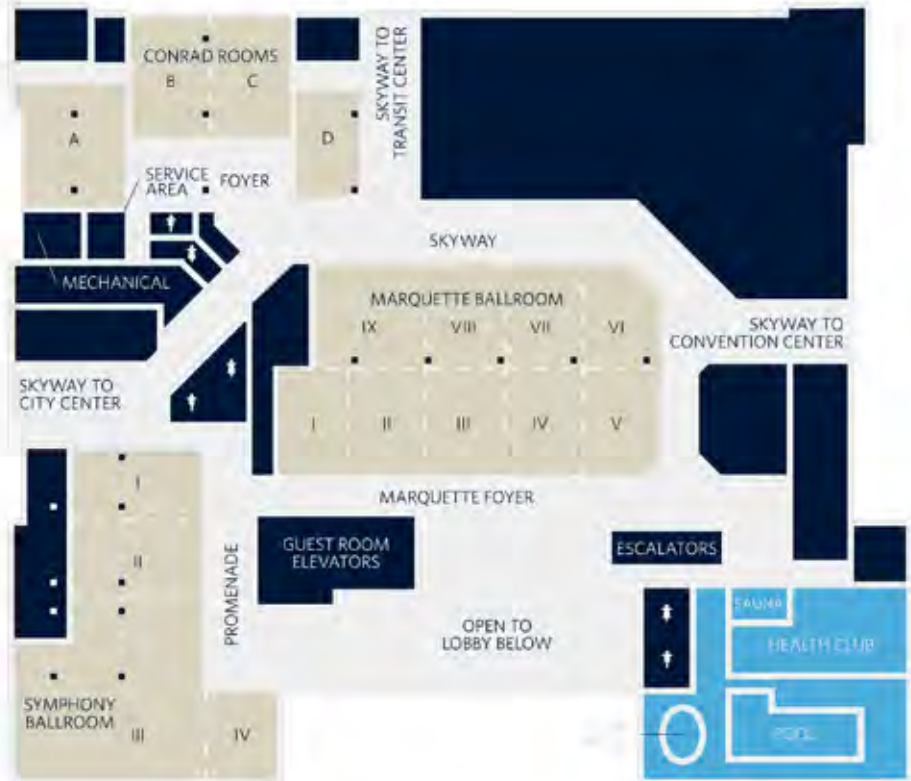 CONRAD ROOMS
B
C
A
D
SKYWAY TO
TRANSIT CENTER
SERVICE
AREA
FOYER
SKYWAY
MECHANICAL
MARQUETTE BALLROOM
IX
VIII
VII
VI
SKYWAY TO
CONVENTION CENTER
SKYWAY TO
CITY CENTER
I
II
III
IV
V
I
MARQUETTE FOYER
II
GUEST ROOM
ELEVATORS
ESCALATORS
PROMENADE
SAUNA
OPEN TO
LOBBY BELOW
HEALTH CLUB
SYMPHONY
BALLROOM
III
IV
POOL